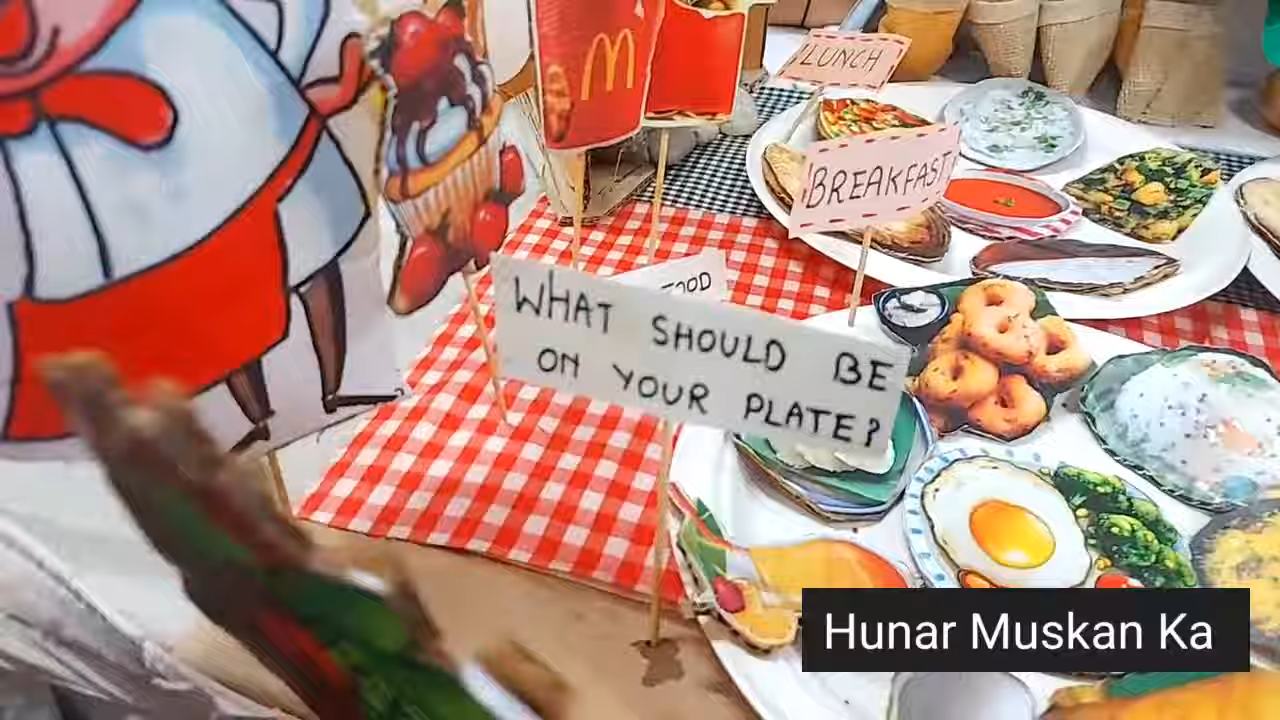 LUNCH
BREAKFAST
M
WHAT SHOULD BE
ON YOUR PLATE?
Hunar Muskan Ka